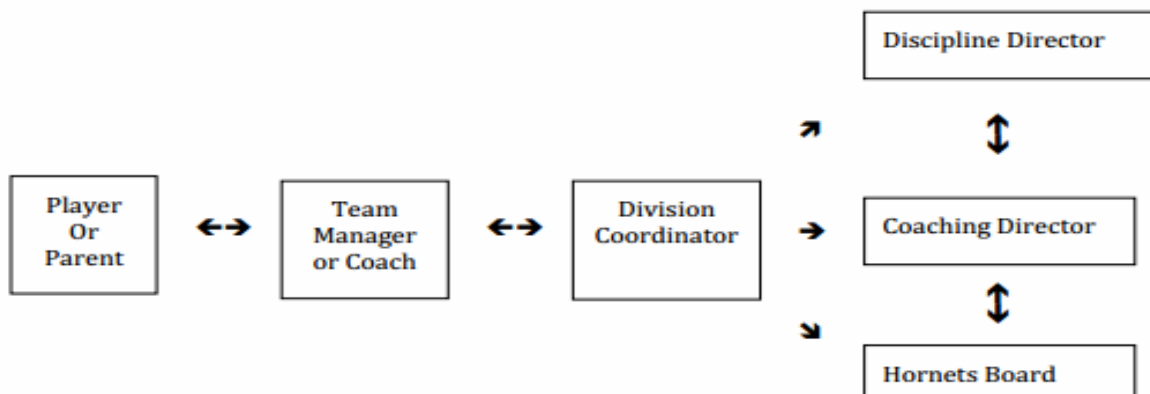 Discipline Director
Player
Or
Parent
Team
Manager
or Coach
Division
Coordinator
Coaching Director
Hornets Board